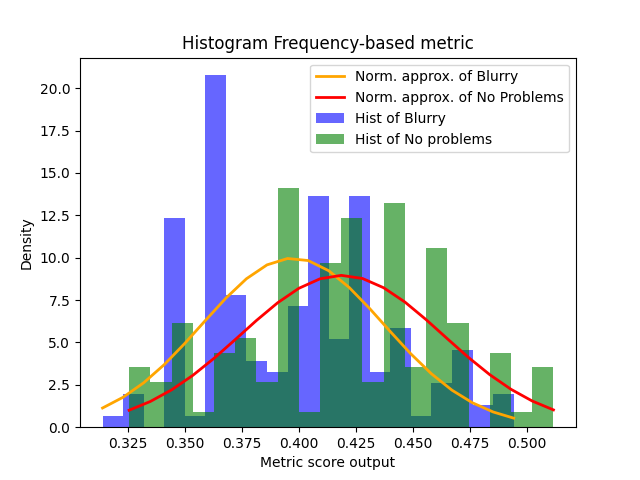 Histogram Frequency-based metric
Norm. approx. of Blurry
Norm. approx. of No Problems
Hist of Blurry
Hist of No problems
Density
20.0
17.5
15.0
12.5
10.0
7.5
5.0
2.5
0.0
0.325 0.350 0.375 0.400 0.425 0.450 0.475 0.500
Metric score output